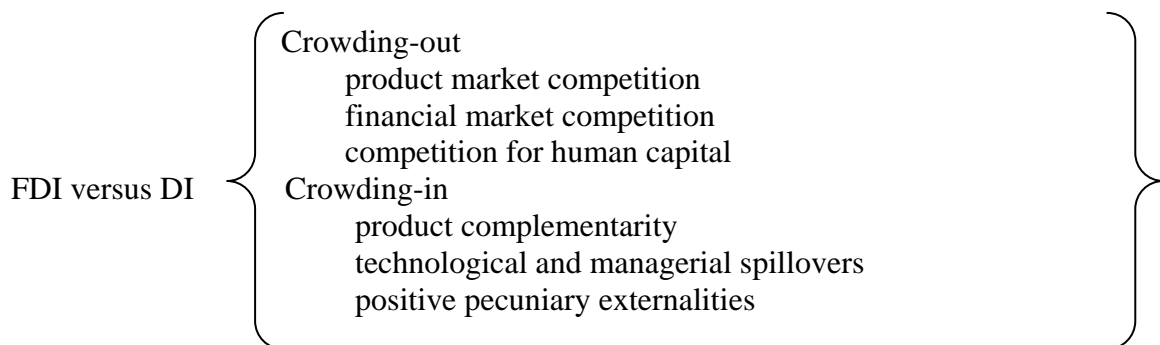 Crowding-out
product market competition
financial market competition
competition for human capital
FDI versus DI
Crowding-in
product complementarity
technological and managerial spillovers
positive pecuniary externalities